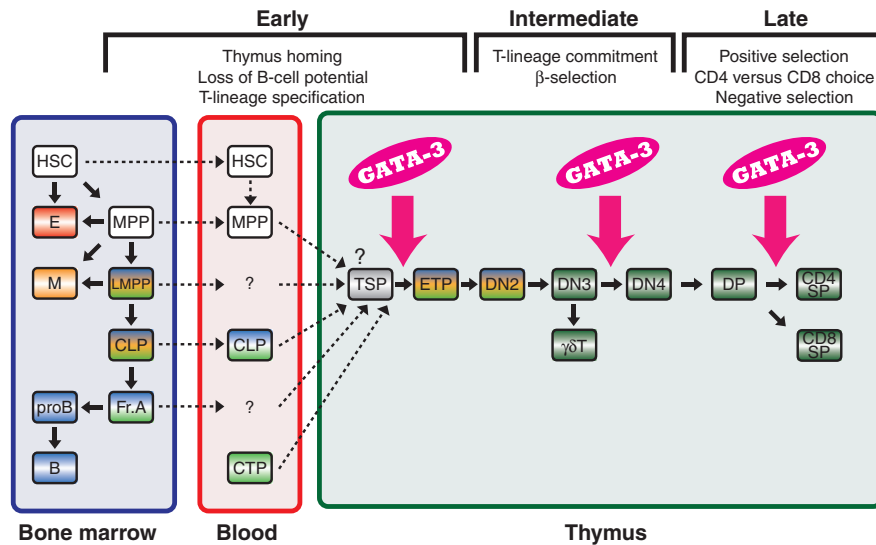 Early
Intermediate
Late
Thymus homing
Loss of B-cell potential
T-lineage specification
T-lineage commitment
β-selection
Positive selection
CD4 versus CD8 choice
Negative selection
GATA-3
GATA-3
GATA-3
HSC
HSC
E
MPP
MPP
?
M
LMPP
?
TSP
ETP
DN2
DN3
DN4
DP
CD4
SP
CLP
CLP
γδT
CD8
SP
proB
Fr.A
?
B
CTP
Bone marrow
Blood
Thymus